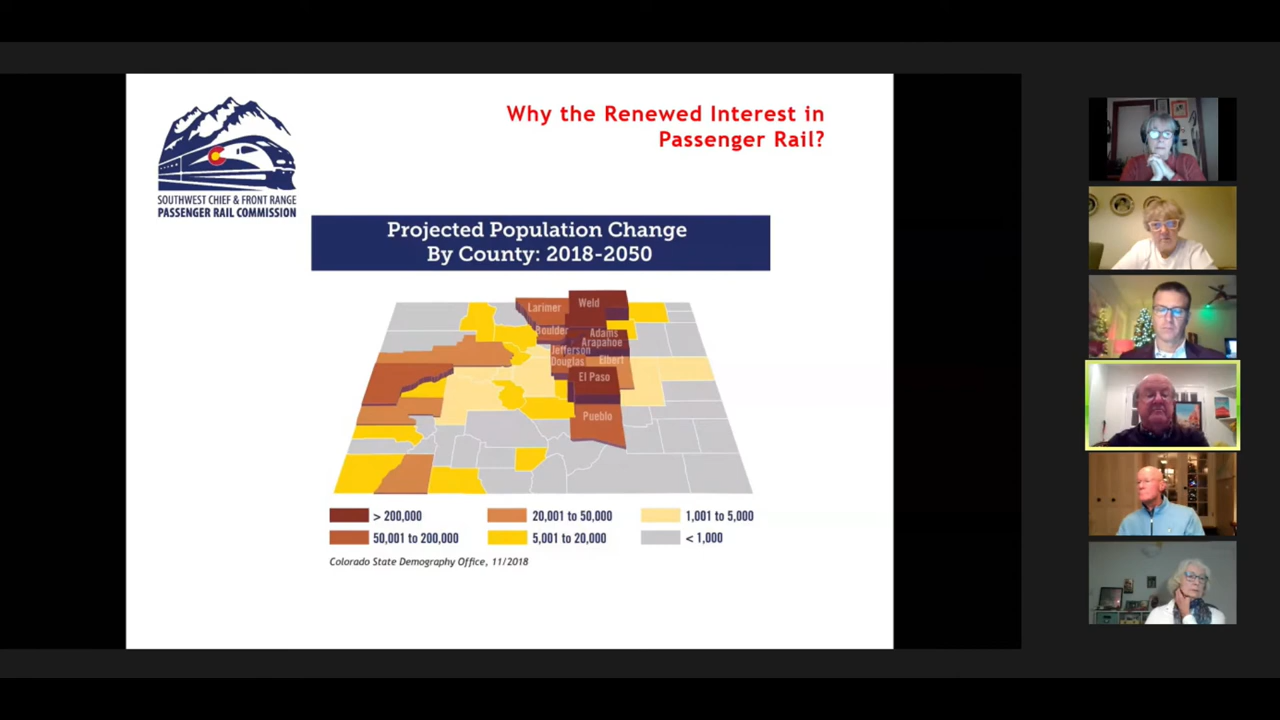 Why the Renewed Interest in
Passenger Rail?
SOUTHWEST CHIEF & FRONT RANGE
PASSENGER RAIL COMMISSION
Projected Population Change
By County: 2018-2050
Larimer
Weld
Boulder
Adams
Arapahoe
Jefferson
Douglas
Elbert
El Paso
Pueblo
> 200,000
20,001 to 50,000
1,001 to 5,000
50,001 to 200,000
5,001 to 20,000
< 1,000
Colorado State Demography Office, 11/2018